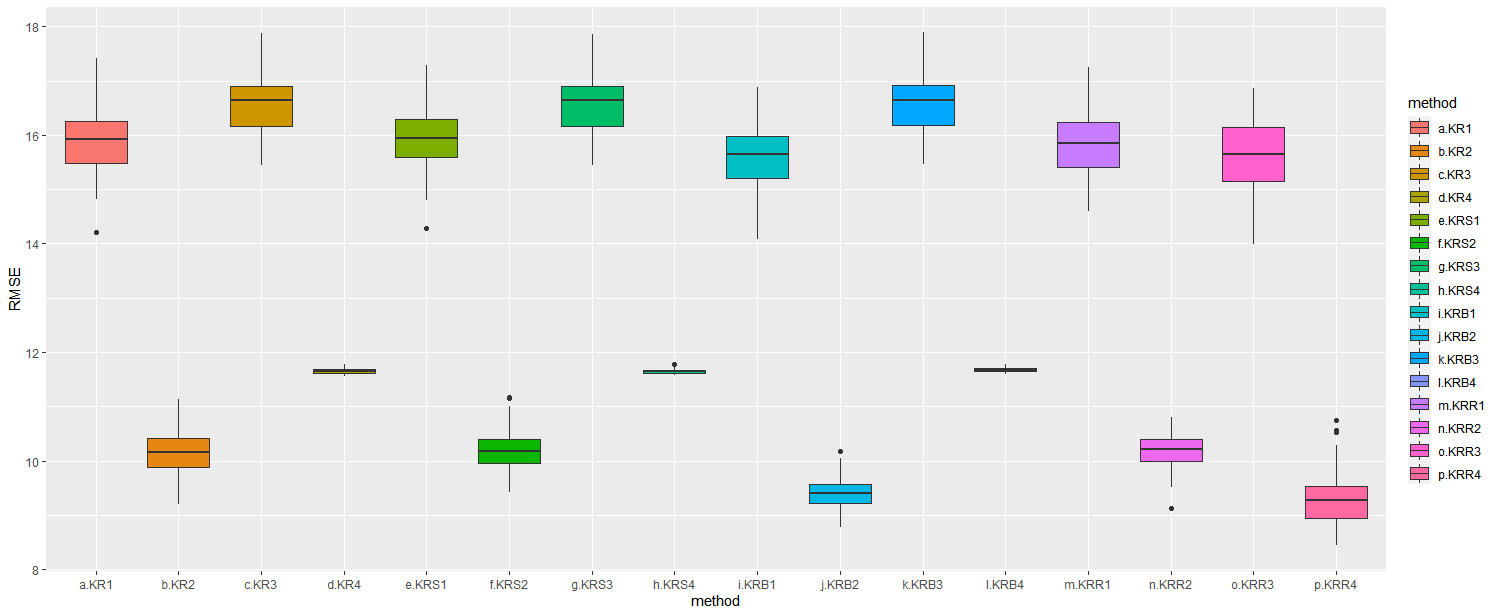 18
16
14
12
10
8
RMSE
a.KR1 b.KR2 c.KR3 d.KR4 e.KRS1 f.KRS2 g.KRS3 h.KRS4 i.KRB1 j.KRB2 k.KRB3 l.KRB4 m.KRR1 n.KRR2 o.KRR3 p.KRR4
method
method
a.KR1
b.KR2
c.KR3
d.KR4
e.KRS1
f.KRS2
g.KRS3
h.KRS4
i.KRB1
j.KRB2
k.KRB3
l.KRB4
m.KRR1
n.KRR2
o.KRR3
p.KRR4